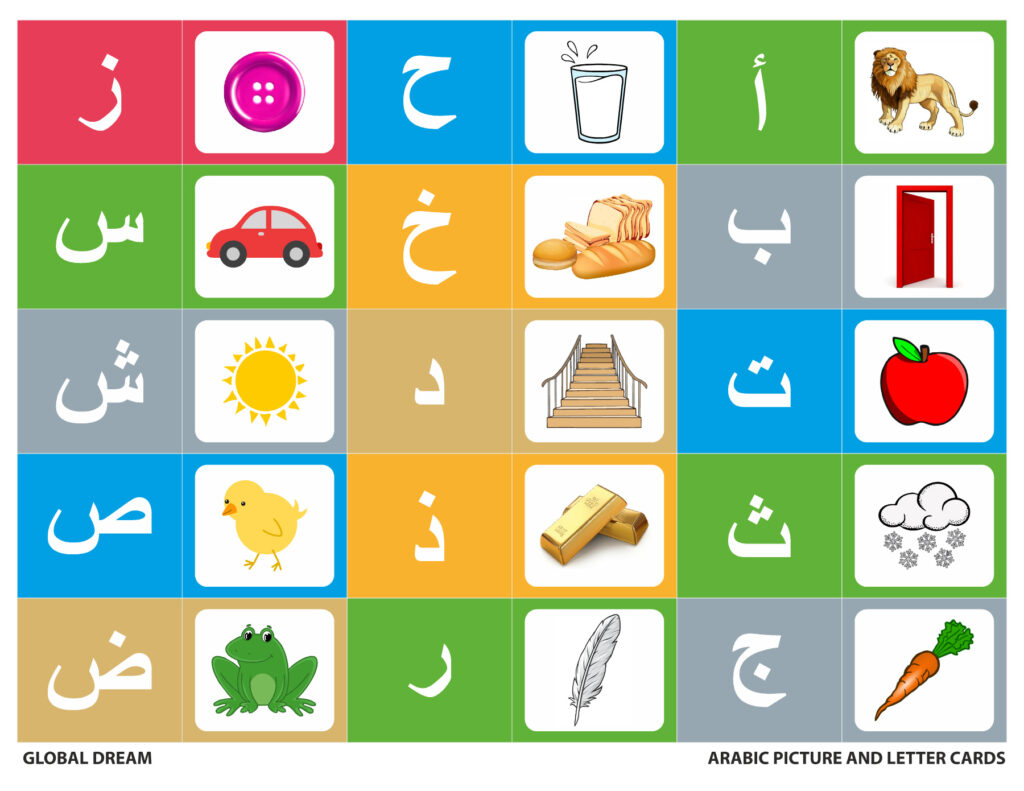 أ ح ز
ب خ س
ت د ش
ث ذ ص
ج ر ض
GLOBAL DREAM
ARABIC PICTURE AND LETTER CARDS